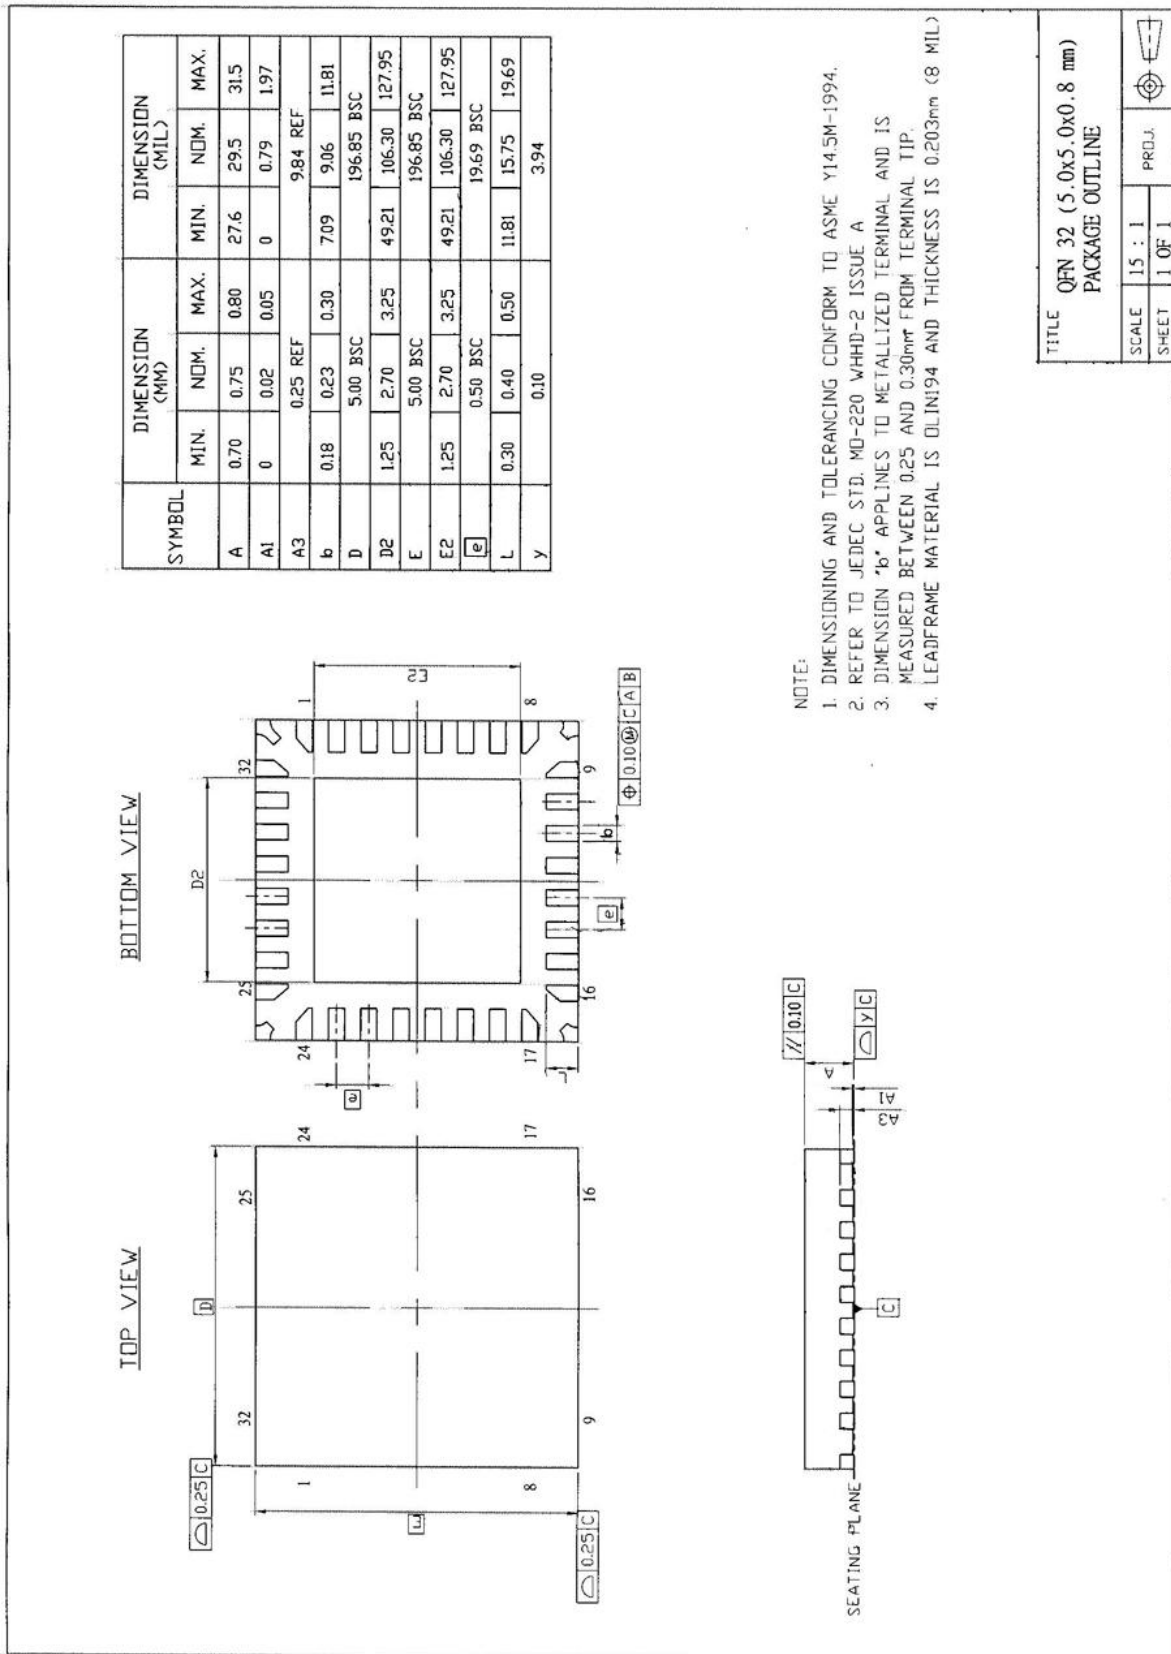 TOP VIEW
BOTTOM VIEW
⌓ 0.25 C
D
32
25
1
24
E
8
17
9
16
⌓ 0.25 C
D2
25
32
24
1
e
E2
17
8
16
9
L
e
b
⌖ 0.10 Ⓜ C A B
SYMBOL DIMENSION (MM) DIMENSION (MIL)
MIN. NOM. MAX. MIN. NOM. MAX.
A 0.70 0.75 0.80 27.6 29.5 31.5
A1 0 0.02 0.05 0 0.79 1.97
A3 0.25 REF 9.84 REF
b 0.18 0.23 0.30 7.09 9.06 11.81
D 5.00 BSC 196.85 BSC
D2 1.25 2.70 3.25 49.21 106.30 127.95
E 5.00 BSC 196.85 BSC
E2 1.25 2.70 3.25 49.21 106.30 127.95
e 0.50 BSC 19.69 BSC
L 0.30 0.40 0.50 11.81 15.75 19.69
y 0.10 3.94
// 0.10 C
A
SEATING PLANE
C
A3
A1
⌓ y C
NOTE:
1. DIMENSIONING AND TOLERANCING CONFORM TO ASME Y14.5M-1994.
2. REFER TO JEDEC STD. MO-220 WHHD-2 ISSUE A
3. DIMENSION "b" APPLINES TO METALLIZED TERMINAL AND IS
MEASURED BETWEEN 0.25 AND 0.30mm FROM TERMINAL TIP.
4. LEADFRAME MATERIAL IS OLIN194 AND THICKNESS IS 0.203mm (8 MIL)
TITLE
QFN 32 (5.0x5.0x0.8 mm)
PACKAGE OUTLINE
SCALE 15 : 1 PROJ.
SHEET 1 OF 1